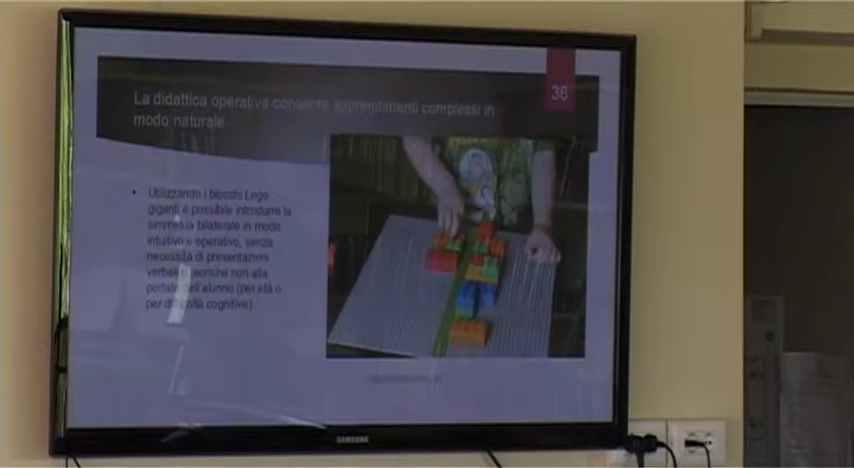 La didattica operativa consente apprendimenti complessi in
modo naturale
36
• Utilizzando i blocchi Lego
giganti è possibile introdurre la
simmetria bilaterale in modo
intuitivo e operativo, senza
necessità di presentazioni
verbali e teoriche non alla
portata dell'alunno (per età o
per difficoltà cognitive)
SAMSUNG